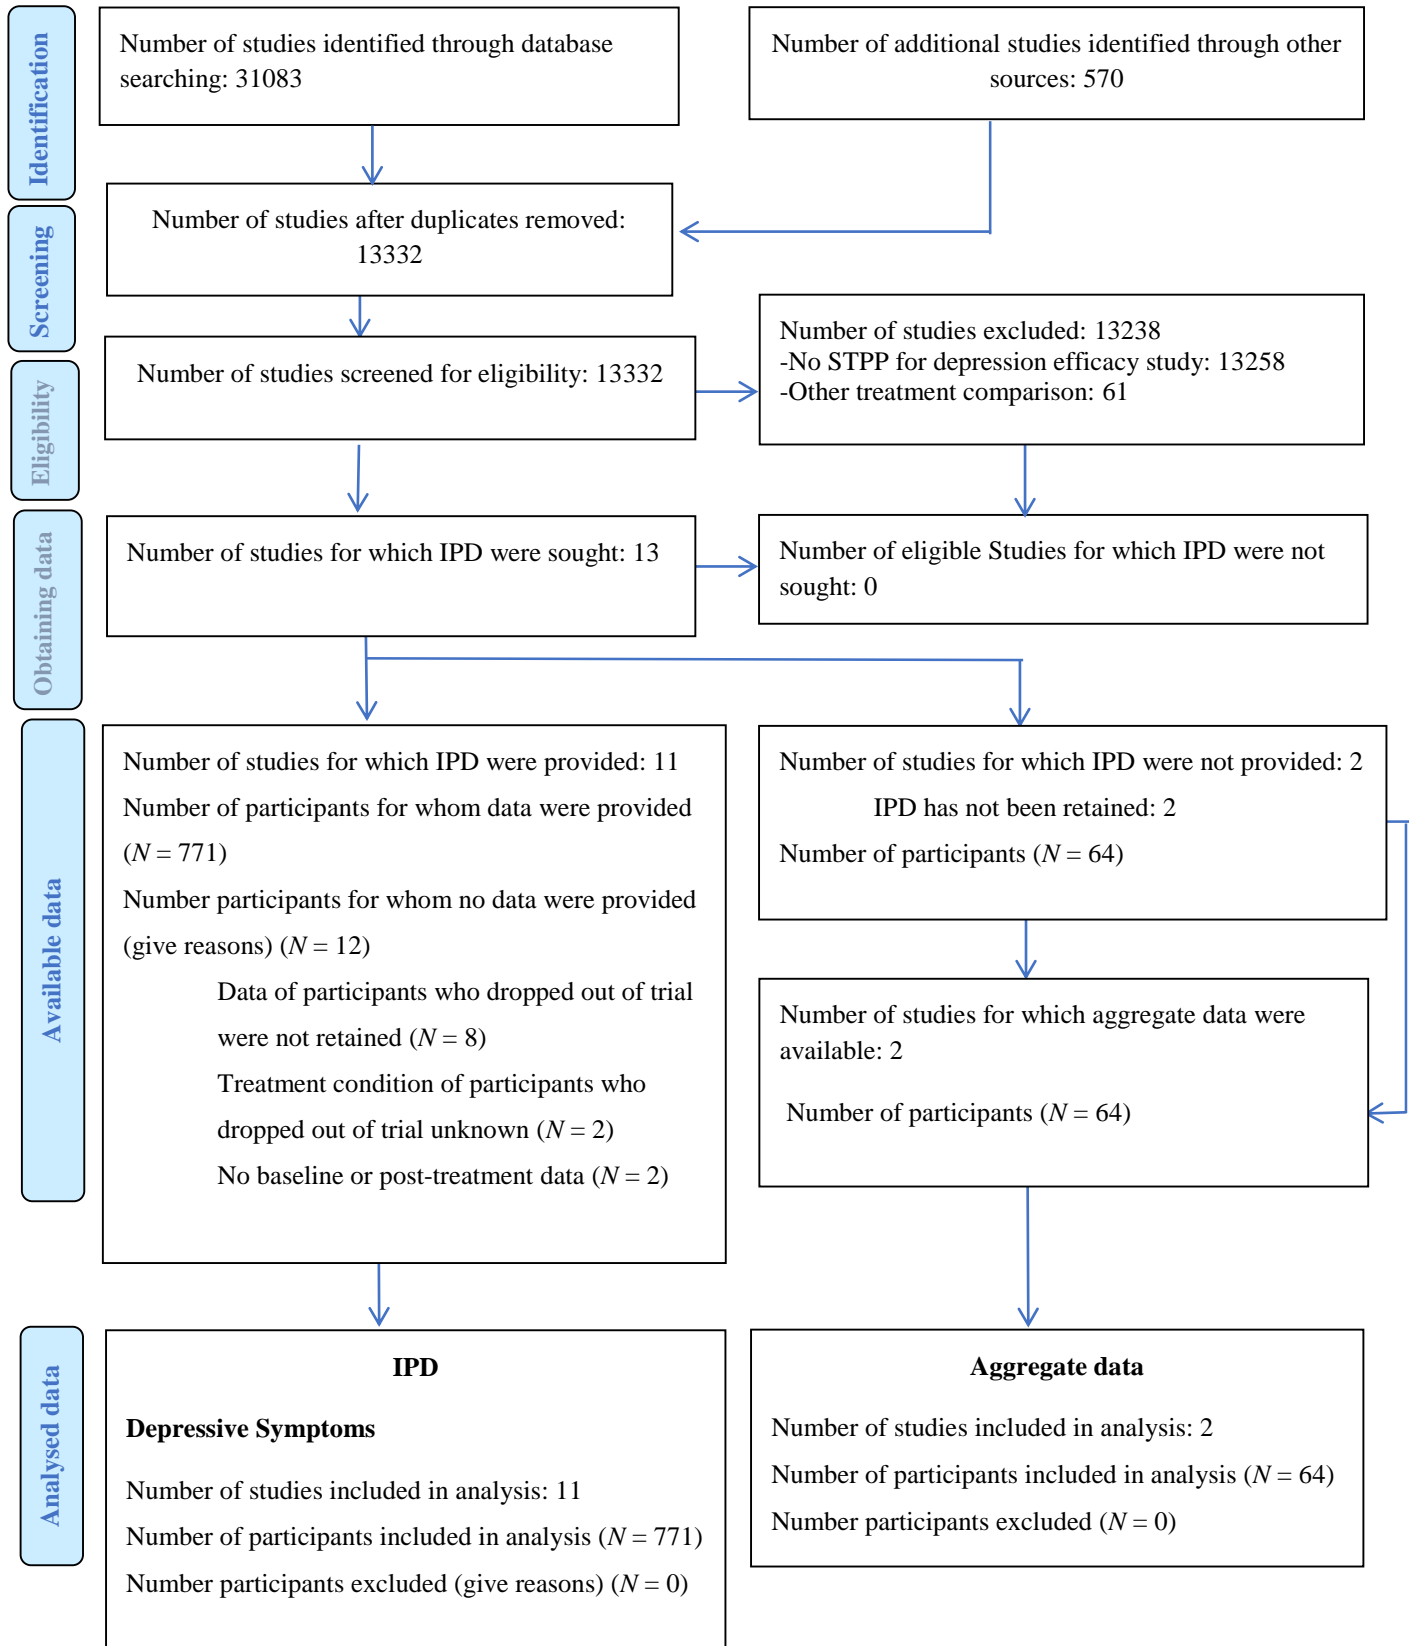 Identification
Number of studies identified through database
searching: 31083
Number of additional studies identified through other
sources: 570
Screening
Number of studies after duplicates removed:
13332
Eligibility
Number of studies screened for eligibility: 13332
Number of studies excluded: 13238
-No STPP for depression efficacy study: 13258
-Other treatment comparison: 61
Obtaining data
Number of studies for which IPD were sought: 13
Number of eligible Studies for which IPD were not
sought: 0
Available data
Number of studies for which IPD were provided: 11
Number of participants for whom data were provided
(N = 771)
Number participants for whom no data were provided
(give reasons) (N = 12)
Data of participants who dropped out of trial
were not retained (N = 8)
Treatment condition of participants who
dropped out of trial unknown (N = 2)
No baseline or post-treatment data (N = 2)
Number of studies for which IPD were not provided: 2
IPD has not been retained: 2
Number of participants (N = 64)
Number of studies for which aggregate data were
available: 2
Number of participants (N = 64)
Analysed data
IPD
Depressive Symptoms
Number of studies included in analysis: 11
Number of participants included in analysis (N = 771)
Number participants excluded (give reasons) (N = 0)
Aggregate data
Number of studies included in analysis: 2
Number of participants included in analysis (N = 64)
Number participants excluded (N = 0)